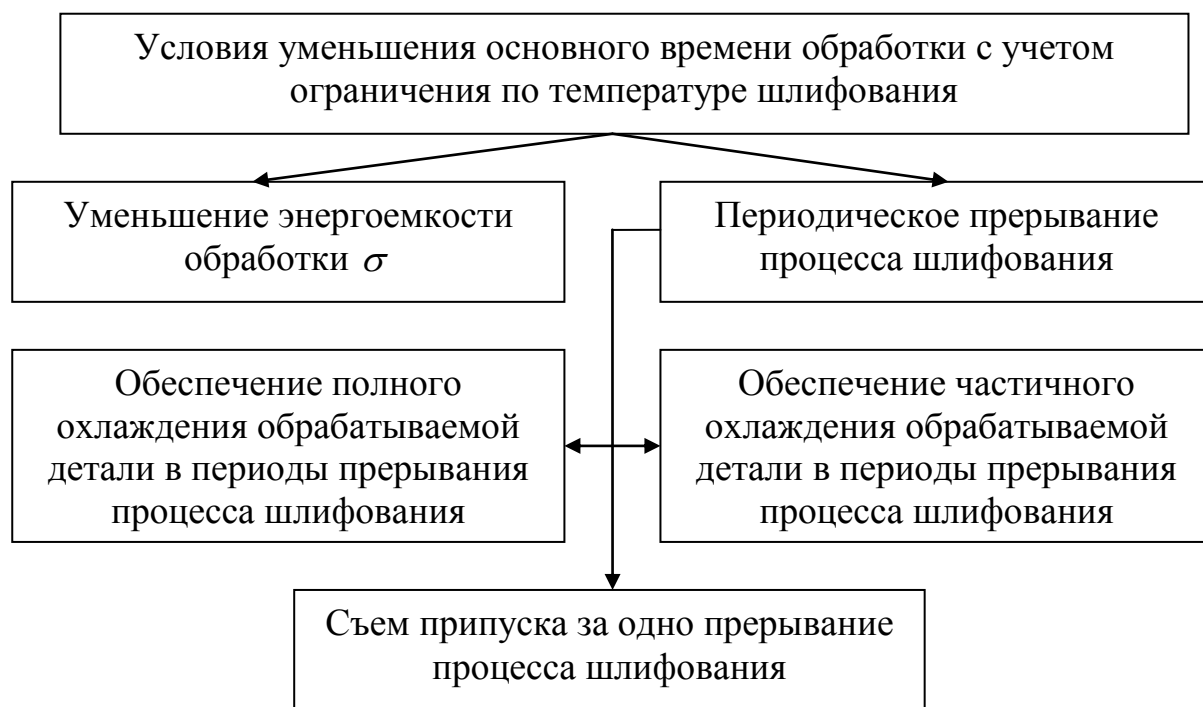 Условия уменьшения основного времени обработки с учетом
ограничения по температуре шлифования
Уменьшение энергоемкости
обработки σ
Периодическое прерывание
процесса шлифования
Обеспечение полного
охлаждения обрабатываемой
детали в периоды прерывания
процесса шлифования
Обеспечение частичного
охлаждения обрабатываемой
детали в периоды прерывания
процесса шлифования
Съем припуска за одно прерывание
процесса шлифования